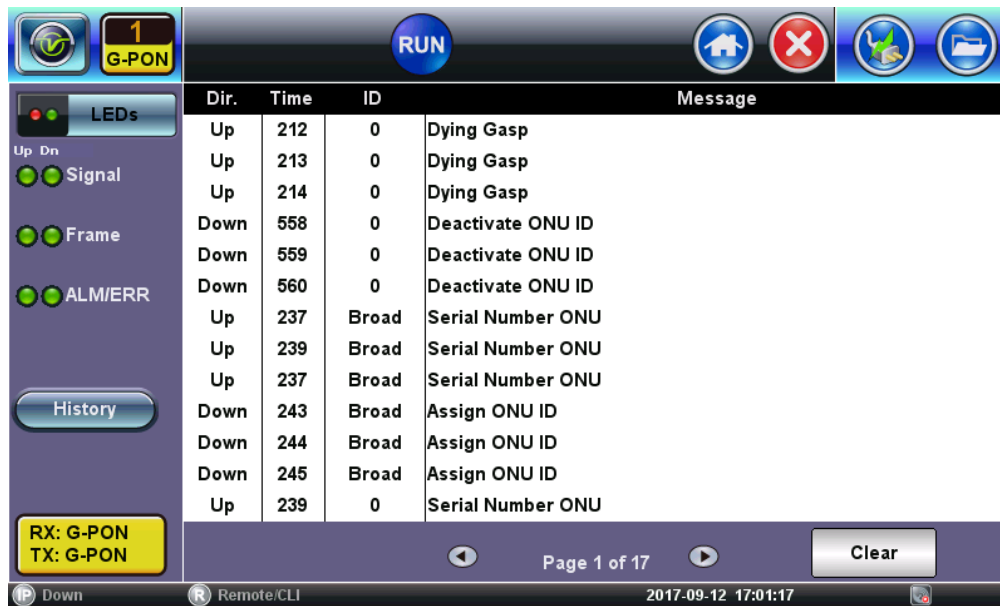 1
G-PON
RUN
LEDs
Up Dn
Signal
Frame
ALM/ERR
History
RX: G-PON
TX: G-PON
Dir. Time ID Message
Up 212 0 Dying Gasp
Up 213 0 Dying Gasp
Up 214 0 Dying Gasp
Down 558 0 Deactivate ONU ID
Down 559 0 Deactivate ONU ID
Down 560 0 Deactivate ONU ID
Up 237 Broad Serial Number ONU
Up 239 Broad Serial Number ONU
Up 237 Broad Serial Number ONU
Down 243 Broad Assign ONU ID
Down 244 Broad Assign ONU ID
Down 245 Broad Assign ONU ID
Up 239 0 Serial Number ONU
Page 1 of 17
Clear
IP Down R Remote/CLI 2017-09-12 17:01:17